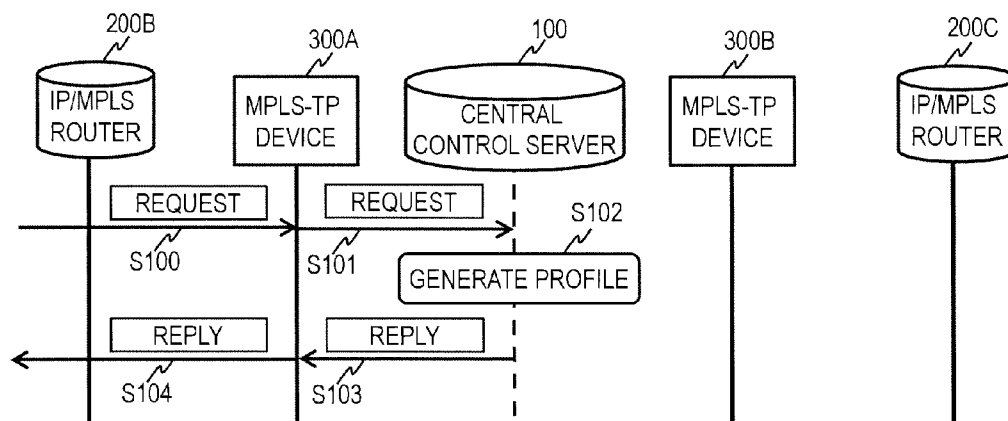 200B
300A
100
300B
200C
IP/MPLS
ROUTER
MPLS-TP
DEVICE
CENTRAL
CONTROL SERVER
MPLS-TP
DEVICE
IP/MPLS
ROUTER
REQUEST
REQUEST
S100
S101
S102
GENERATE PROFILE
REPLY
REPLY
S104
S103